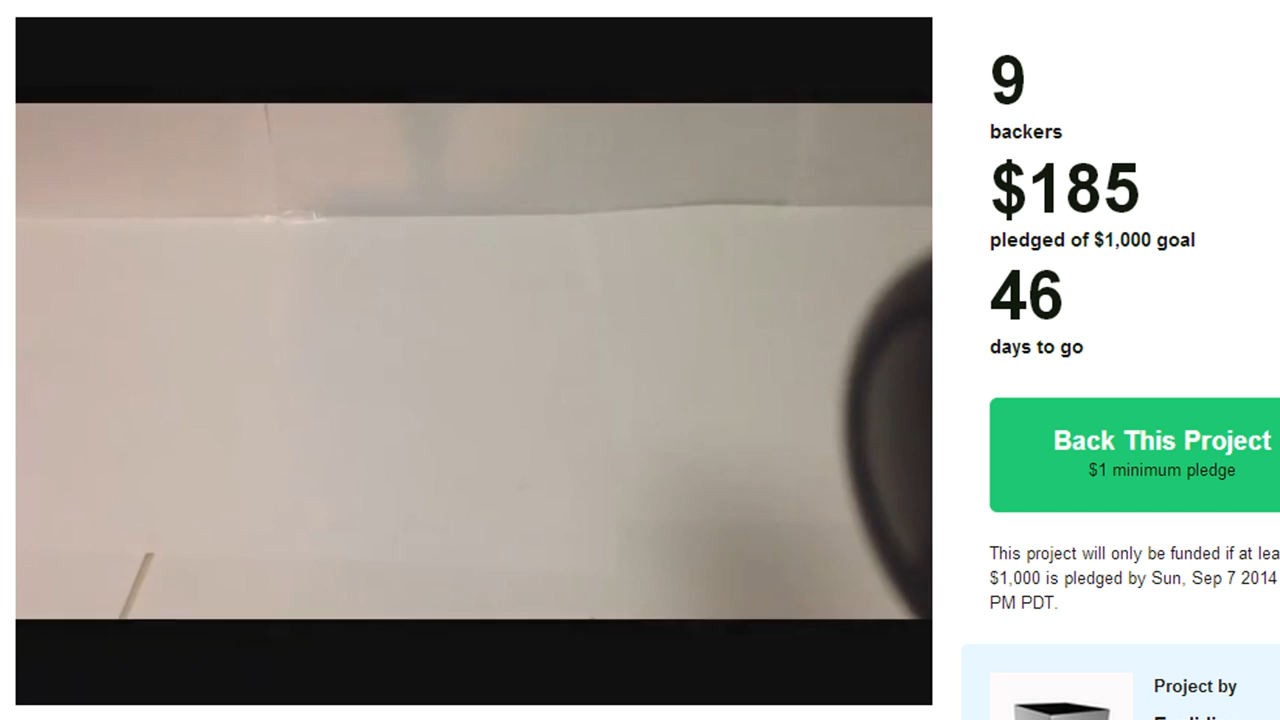 9
backers
$185
pledged of $1,000 goal
46
days to go
Back This Project
$1 minimum pledge
This project will only be funded if at
$1,000 is pledged by Sun, Sep 7 2014
PM PDT.
Project by